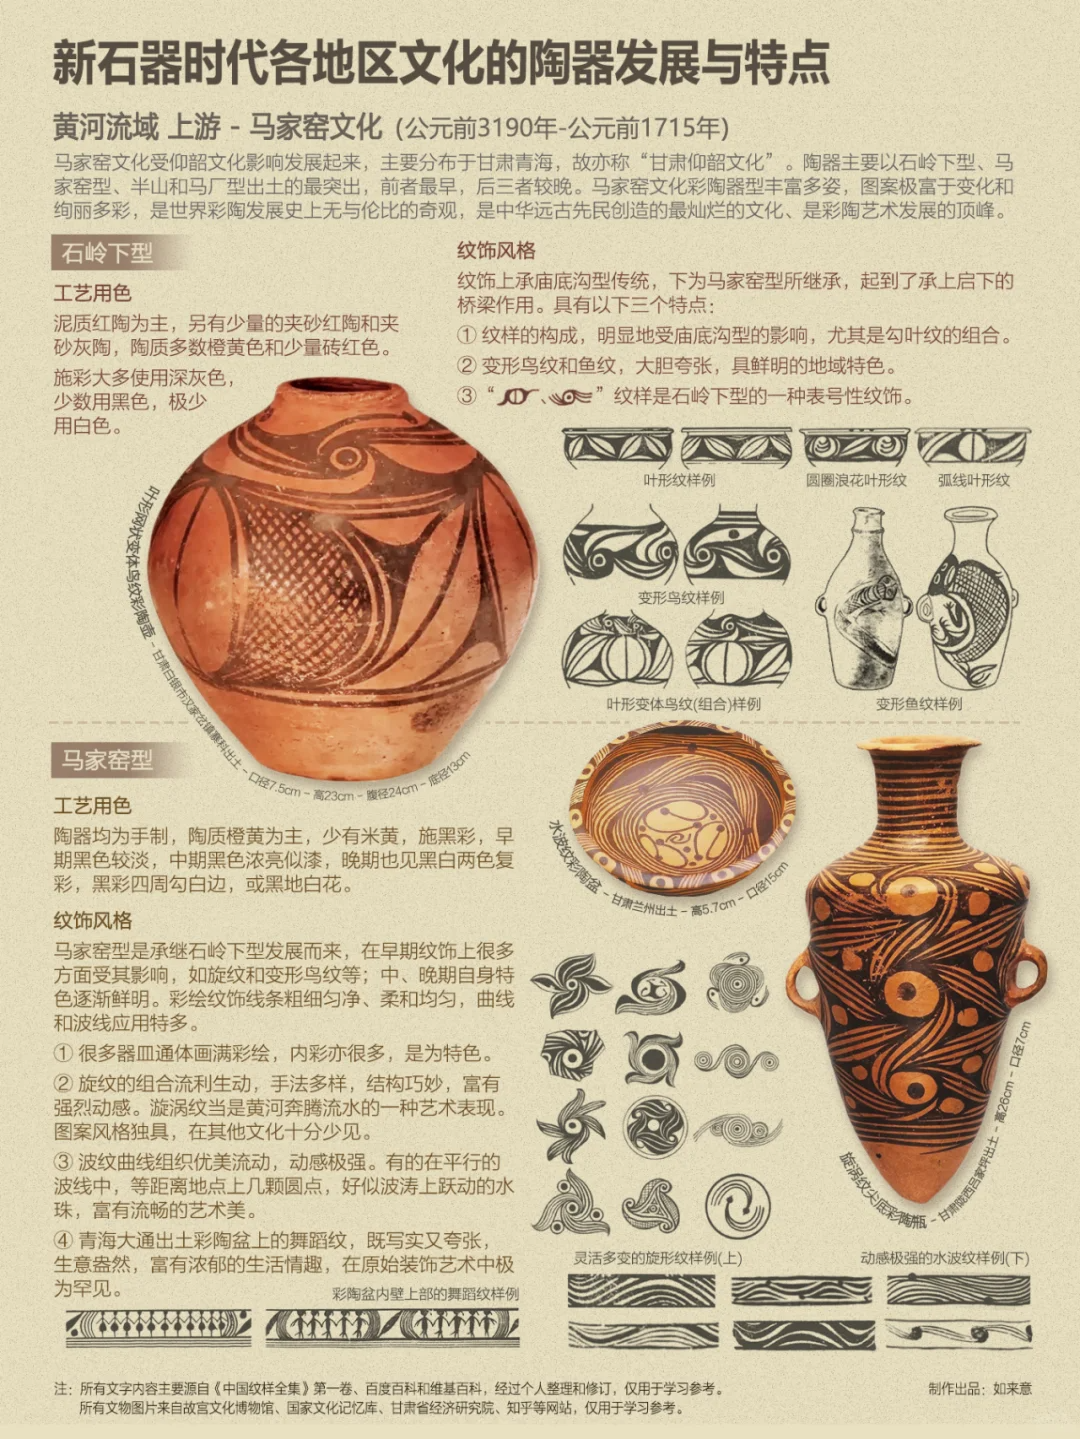 新石器时代各地区文化的陶器发展与特点
黄河流域 上游 - 马家窑文化 (公元前3190年-公元前1715年)
马家窑文化受仰韶文化影响发展起来，主要分布于甘肃青海，故亦称“甘肃仰韶文化”。陶器主要以石岭下型、马
家窑型、半山和马厂型出土的最突出，前者最早，后三者较晚。马家窑文化彩陶器型丰富多姿，图案极富于变化和
绚丽多彩，是世界彩陶发展史上无与伦比的奇观，是中华远古先民创造的最灿烂的文化、是彩陶艺术发展的顶峰。
石岭下型
工艺用色
泥质红陶为主，另有少量的夹砂红陶和夹
砂灰陶，陶质多数橙黄色和少量砖红色。
施彩大多使用深灰色，
少数用黑色，极少
用白色。
叶形网状变体鸟纹彩陶壶 - 甘肃白银市汉家岔镇寨科出土 - 口径7.5cm - 高23cm - 腹径24cm - 底径13cm
纹饰风格
纹饰上承庙底沟型传统，下为马家窑型所继承，起到了承上启下的
桥梁作用。具有以下三个特点：
① 纹样的构成，明显地受庙底沟型的影响，尤其是勾叶纹的组合。
② 变形鸟纹和鱼纹，大胆夸张，具鲜明的地域特色。
③ “、”纹样是石岭下型的一种表号性纹饰。
叶形纹样例
圆圈浪花叶形纹
弧线叶形纹
变形鸟纹样例
叶形变体鸟纹(组合)样例
变形鱼纹样例
马家窑型
工艺用色
陶器均为手制，陶质橙黄为主，少有米黄，施黑彩，早
期黑色较淡，中期黑色浓亮似漆，晚期也见黑白两色复
彩，黑彩四周勾白边，或黑地白花。
纹饰风格
马家窑型是承继石岭下型发展而来，在早期纹饰上很多
方面受其影响，如旋纹和变形鸟纹等；中、晚期自身特
色逐渐鲜明。彩绘纹饰线条粗细匀净、柔和均匀，曲线
和波线应用特多。
① 很多器皿通体画满彩绘，内彩亦很多，是为特色。
② 旋纹的组合流利生动，手法多样，结构巧妙，富有
强烈动感。漩涡纹当是黄河奔腾流水的一种艺术表现。
图案风格独具，在其他文化十分少见。
③ 波纹曲线组织优美流动，动感极强。有的在平行的
波线中，等距离地点上几颗圆点，好似波涛上跃动的水
珠，富有流畅的艺术美。
④ 青海大通出土彩陶盆上的舞蹈纹，既写实又夸张，
生意盎然，富有浓郁的生活情趣，在原始装饰艺术中极
为罕见。
彩陶盆内壁上部的舞蹈纹样例
水波纹彩陶盆 - 甘肃兰州出土 - 高5.7cm - 口径15cm
旋涡纹尖底彩陶瓶 - 甘肃陇西吕家坪出土 - 高26cm - 口径7cm
灵活多变的旋形纹样例(上)
动感极强的水波纹样例(下)
注：所有文字内容主要源自《中国纹样全集》第一卷、百度百科和维基百科，经过个人整理和修订，仅用于学习参考。
所有文物图片来自故宫文化博物馆、国家文化记忆库、甘肃省经济研究院、知乎等网站，仅用于学习参考。
制作出品：如来意